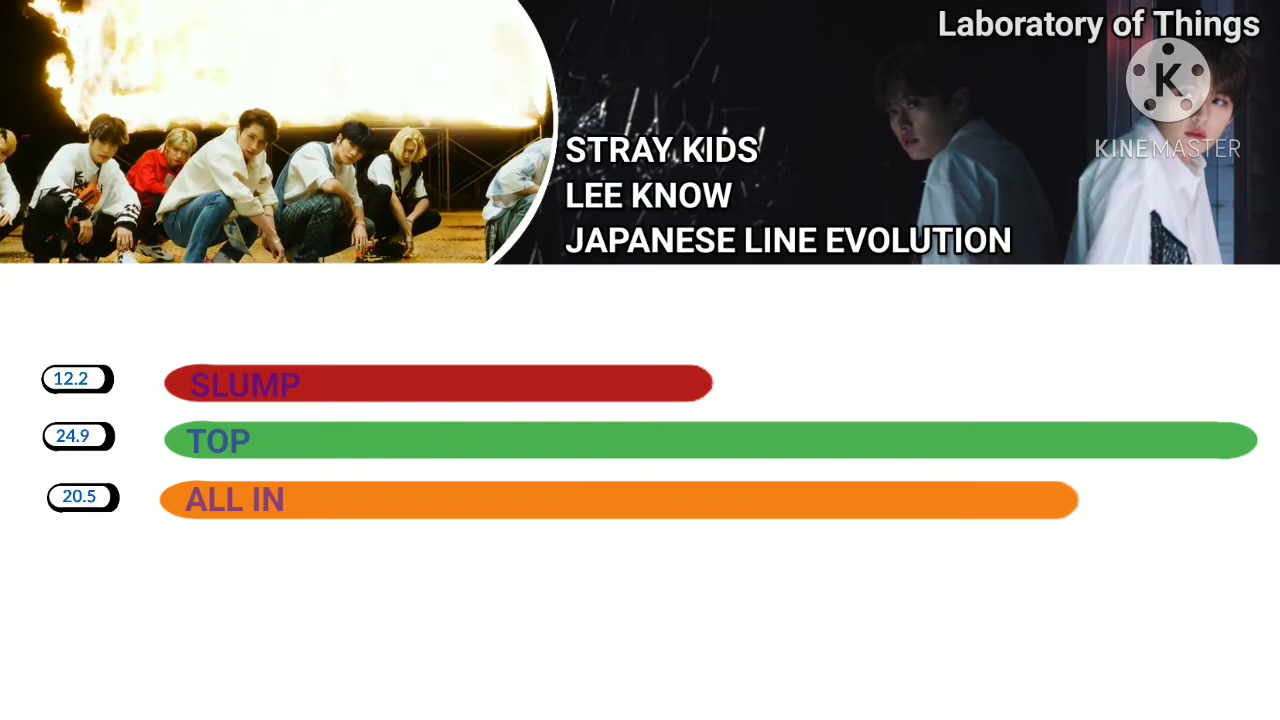 Laboratory of Things
K
KINEMASTER
STRAY KIDS
LEE KNOW
JAPANESE LINE EVOLUTION
12.2 SLUMP
24.9 TOP
20.5 ALL IN